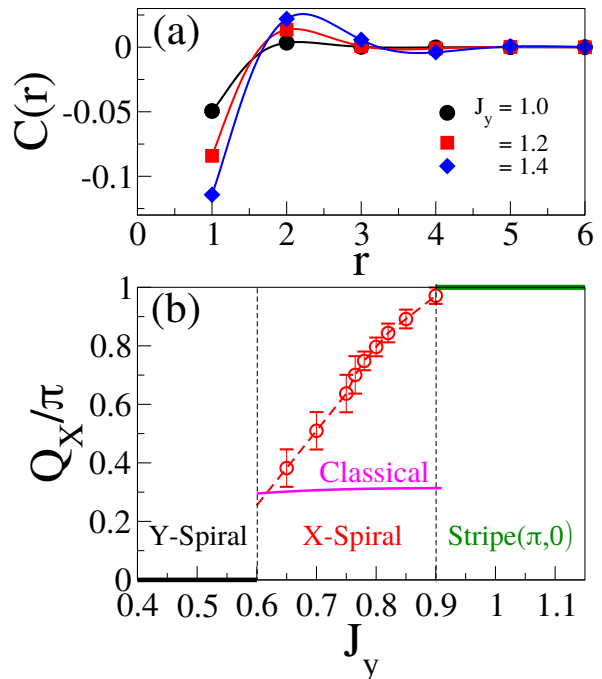 (a)
C(r)
0
-0.05
-0.1
J_y = 1.0
= 1.2
= 1.4
0 1 2 3 4 5 6
r
(b)
Q_X/π
1
0.8
0.6
0.4
0.2
0
Classical
Y-Spiral X-Spiral Stripe(π,0)
0.4 0.5 0.6 0.7 0.8 0.9 1 1.1
J_y